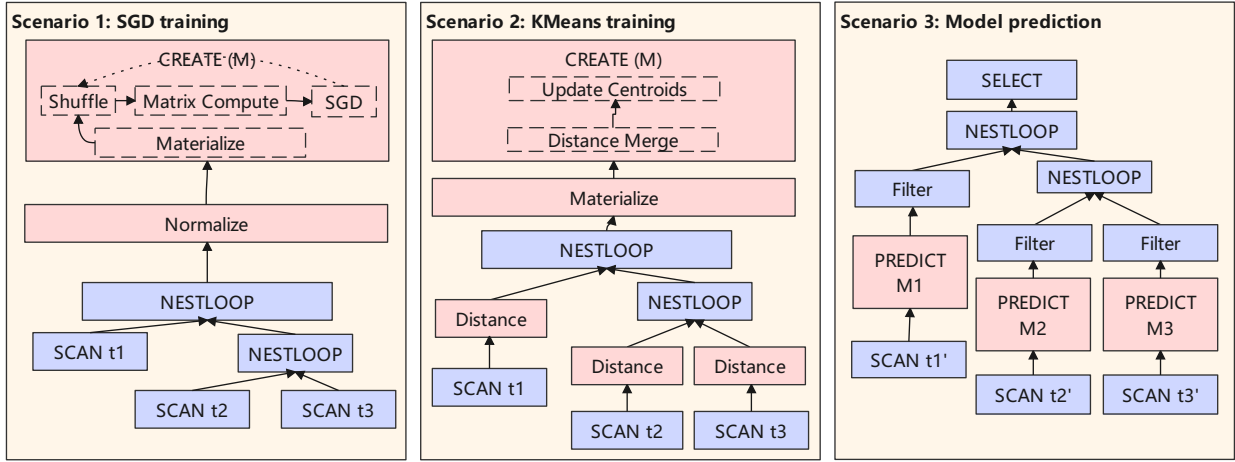 Scenario 1: SGD training
CREATE (M)
Shuffle
Matrix Compute
SGD
Materialize
Normalize
NESTLOOP
SCAN t1
NESTLOOP
SCAN t2
SCAN t3
Scenario 2: KMeans training
CREATE (M)
Update Centroids
Distance Merge
Materialize
NESTLOOP
Distance
NESTLOOP
SCAN t1
Distance
Distance
SCAN t2
SCAN t3
Scenario 3: Model prediction
SELECT
NESTLOOP
Filter
NESTLOOP
PREDICT
M1
Filter
Filter
PREDICT
M2
PREDICT
M3
SCAN t1'
SCAN t2'
SCAN t3'